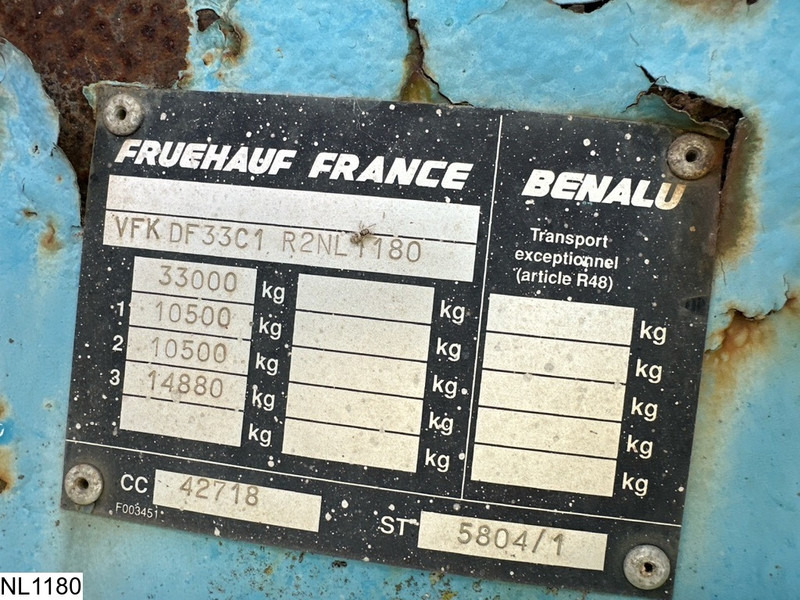 FRUEHAUF FRANCE
VFK DF33C1 R2NL1180
33000 kg kg
1 10500 kg kg
2 10500 kg kg
3 14880 kg kg
kg kg
BENALU
Transport
exceptionnel
(article R48)
kg
kg
kg
kg
kg
CC 42718
F003451
ST 5804/1
NL1180